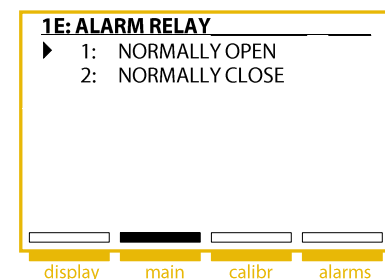 1E: ALARM RELAY
1: NORMALLY OPEN
2: NORMALLY CLOSE
display main calibr alarms